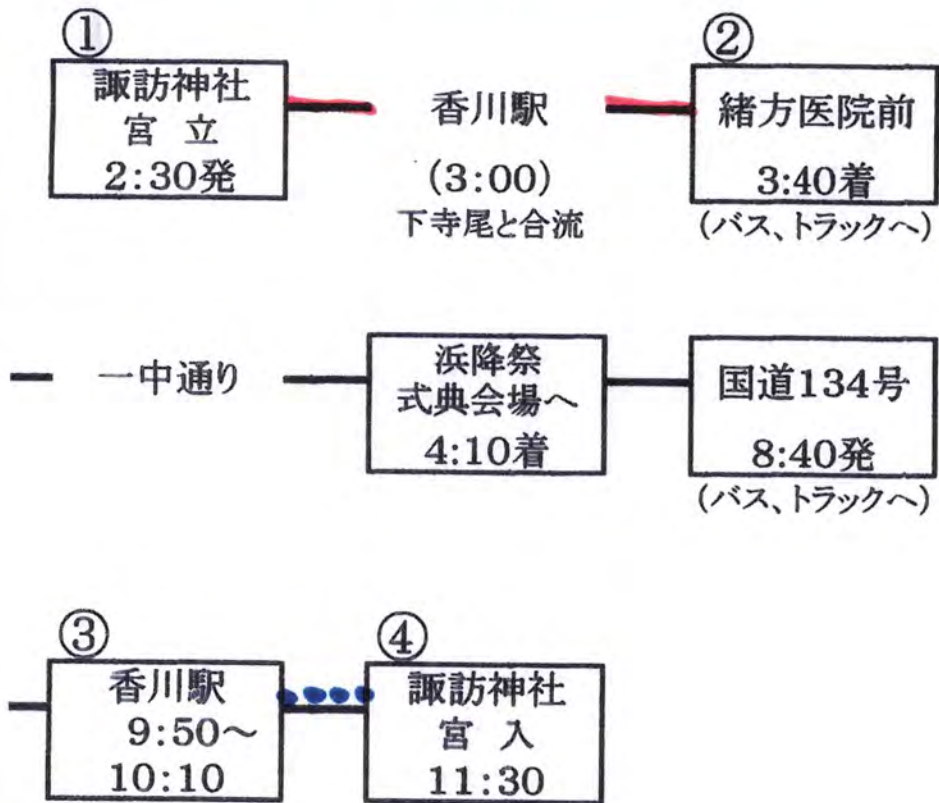 ①
諏訪神社
宮 立
2:30発
香川駅
(3:00)
下寺尾と合流
②
緒方医院前
3:40着
(バス、トラックへ)
一中通り
浜降祭
式典会場へ
4:10着
国道134号
8:40発
(バス、トラックへ)
③
香川駅
9:50～
10:10
④
諏訪神社
宮 入
11:30